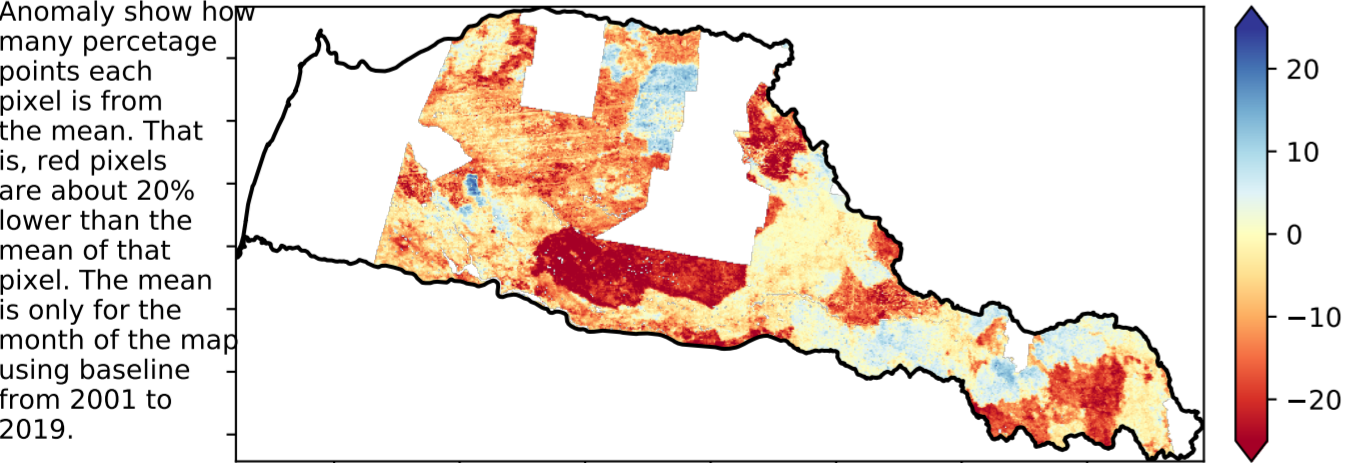 Anomaly show how
many percetage
points each
pixel is from
the mean. That
is, red pixels
are about 20%
lower than the
mean of that
pixel. The mean
is only for the
month of the map
using baseline
from 2001 to
2019.
20
10
0
−10
−20